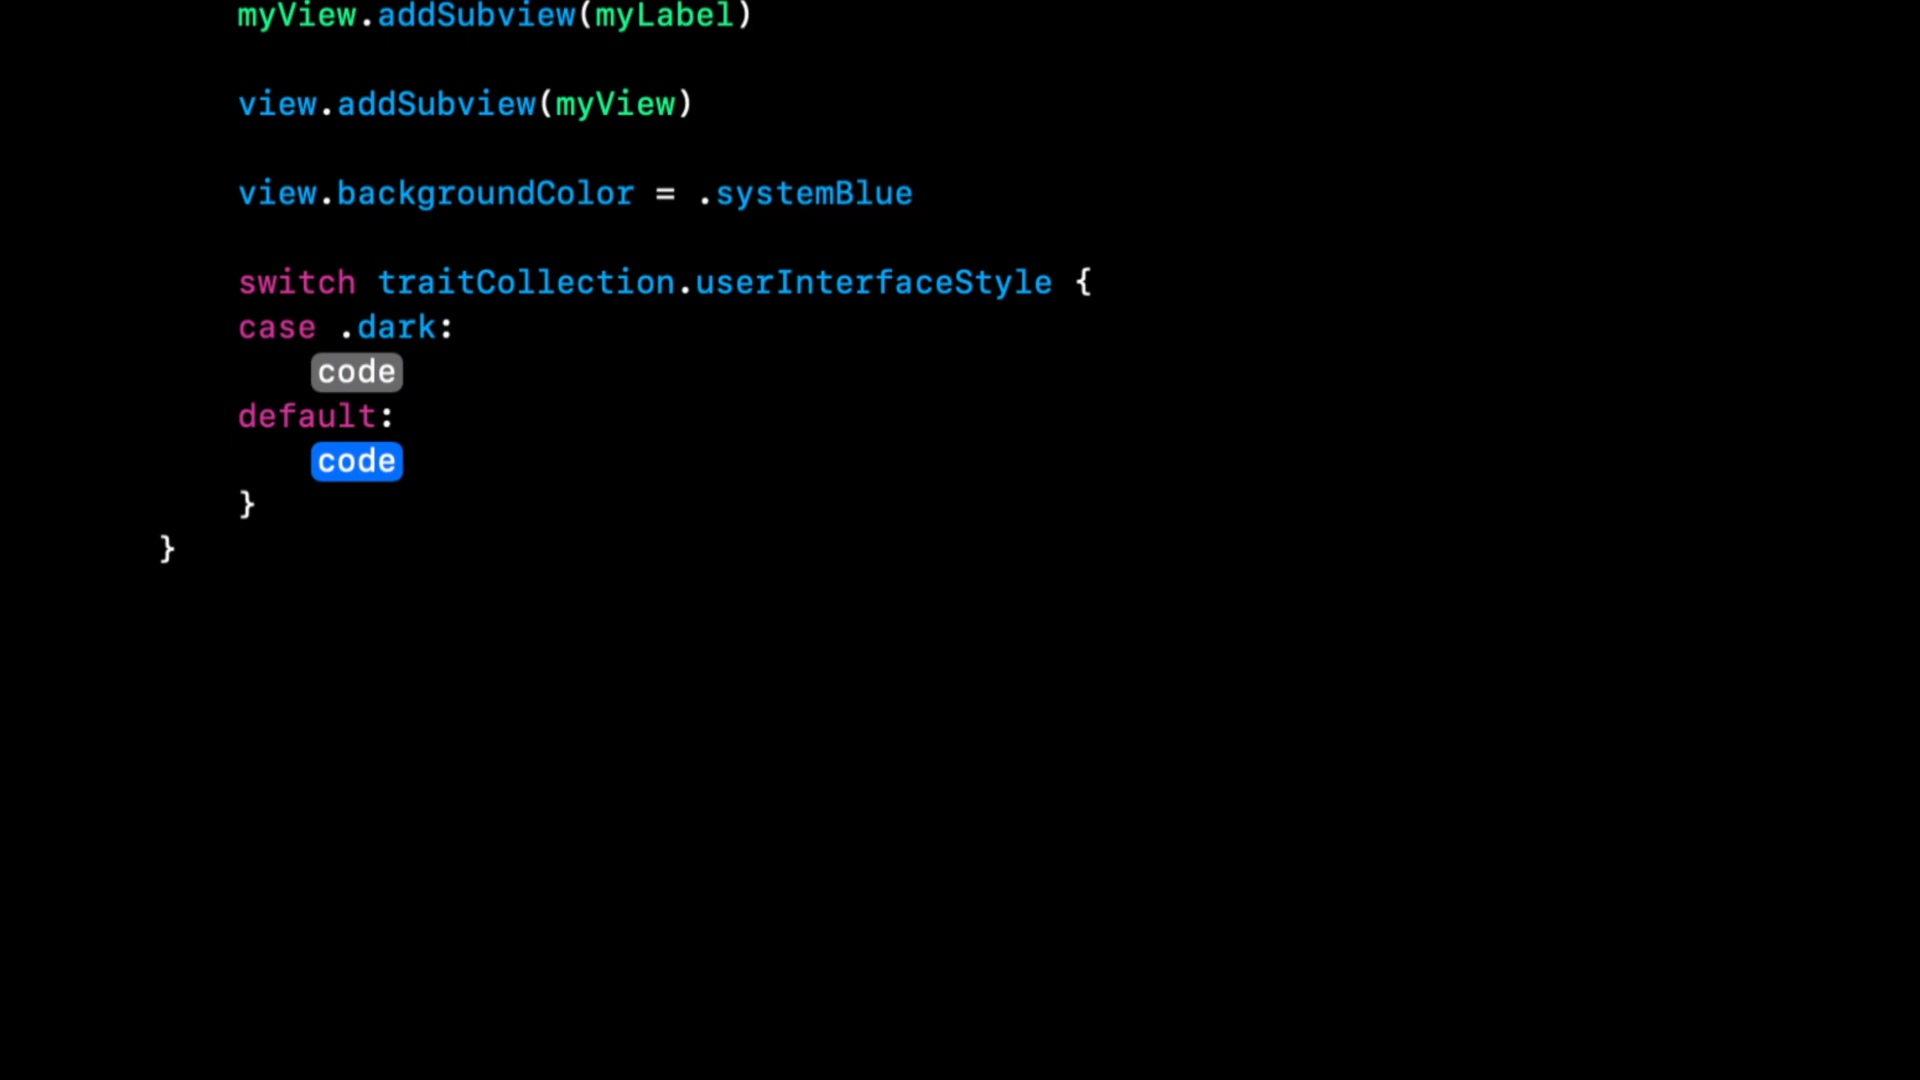 myView.addSubview(myLabel)
view.addSubview(myView)
view.backgroundColor = .systemBlue
switch traitCollection.userInterfaceStyle {
case .dark:
code
default:
code
}
}